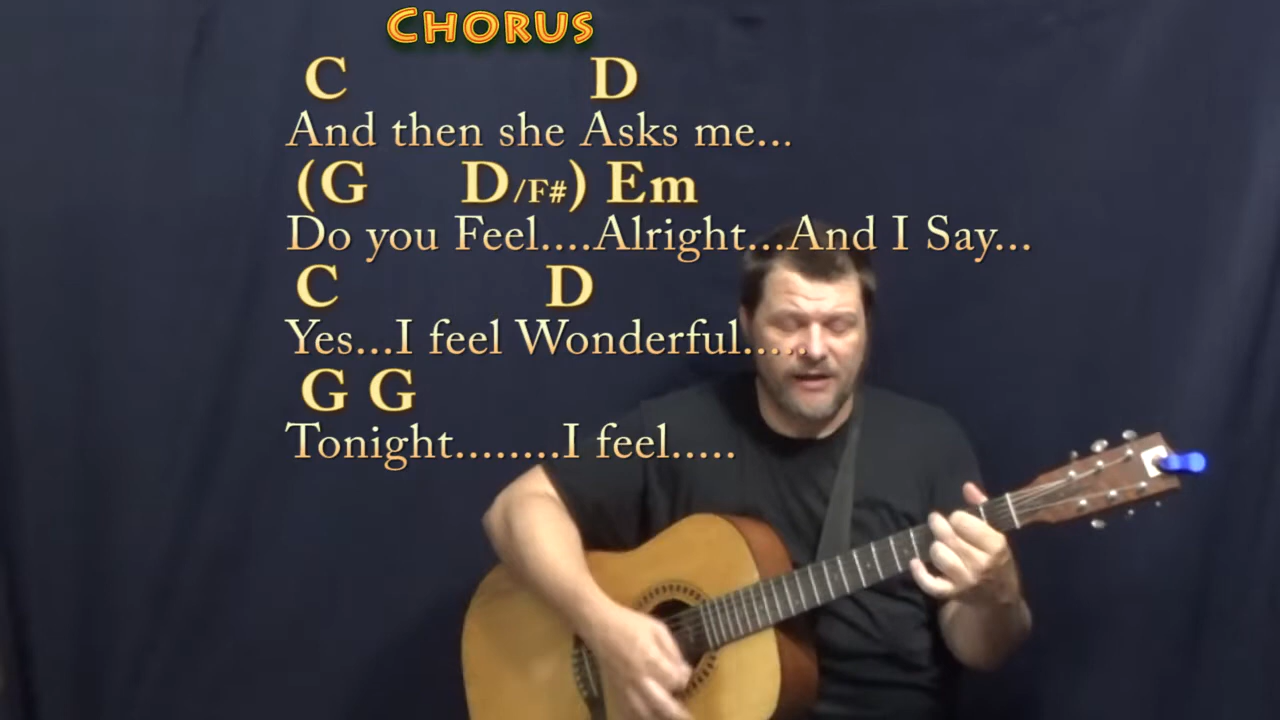 CHORUS
C D
And then she Asks me...
(G D/F#) Em
Do you Feel....Alright...And I Say...
C D
Yes...I feel Wonderful.....
G G
Tonight........I feel.....